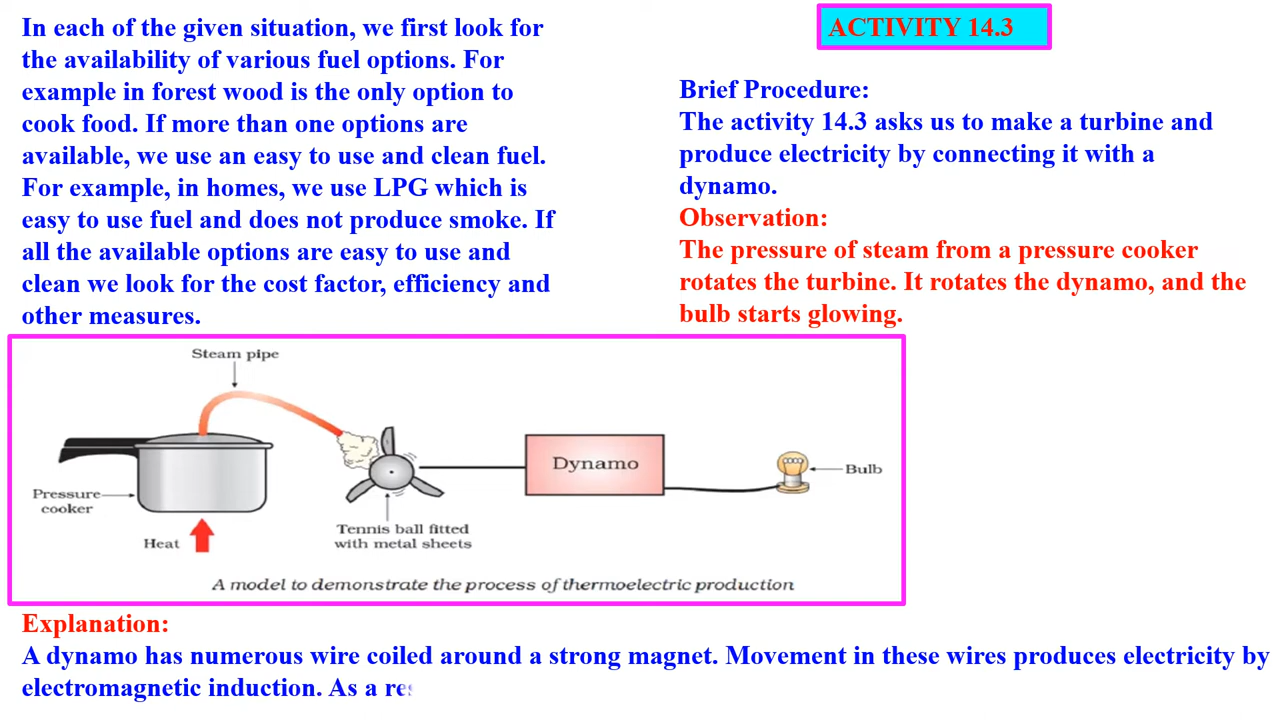 In each of the given situation, we first look for
the availability of various fuel options. For
example in forest wood is the only option to
cook food. If more than one options are
available, we use an easy to use and clean fuel.
For example, in homes, we use LPG which is
easy to use fuel and does not produce smoke. If
all the available options are easy to use and
clean we look for the cost factor, efficiency and
other measures.
ACTIVITY 14.3
Brief Procedure:
The activity 14.3 asks us to make a turbine and
produce electricity by connecting it with a
dynamo.
Observation:
The pressure of steam from a pressure cooker
rotates the turbine. It rotates the dynamo, and the
bulb starts glowing.
Steam pipe
Dynamo
Bulb
Pressure
cooker
Heat
Tennis ball fitted
with metal sheets
A model to demonstrate the process of thermoelectric production
Explanation:
A dynamo has numerous wire coiled around a strong magnet. Movement in these wires produces electricity by
electromagnetic induction. As a